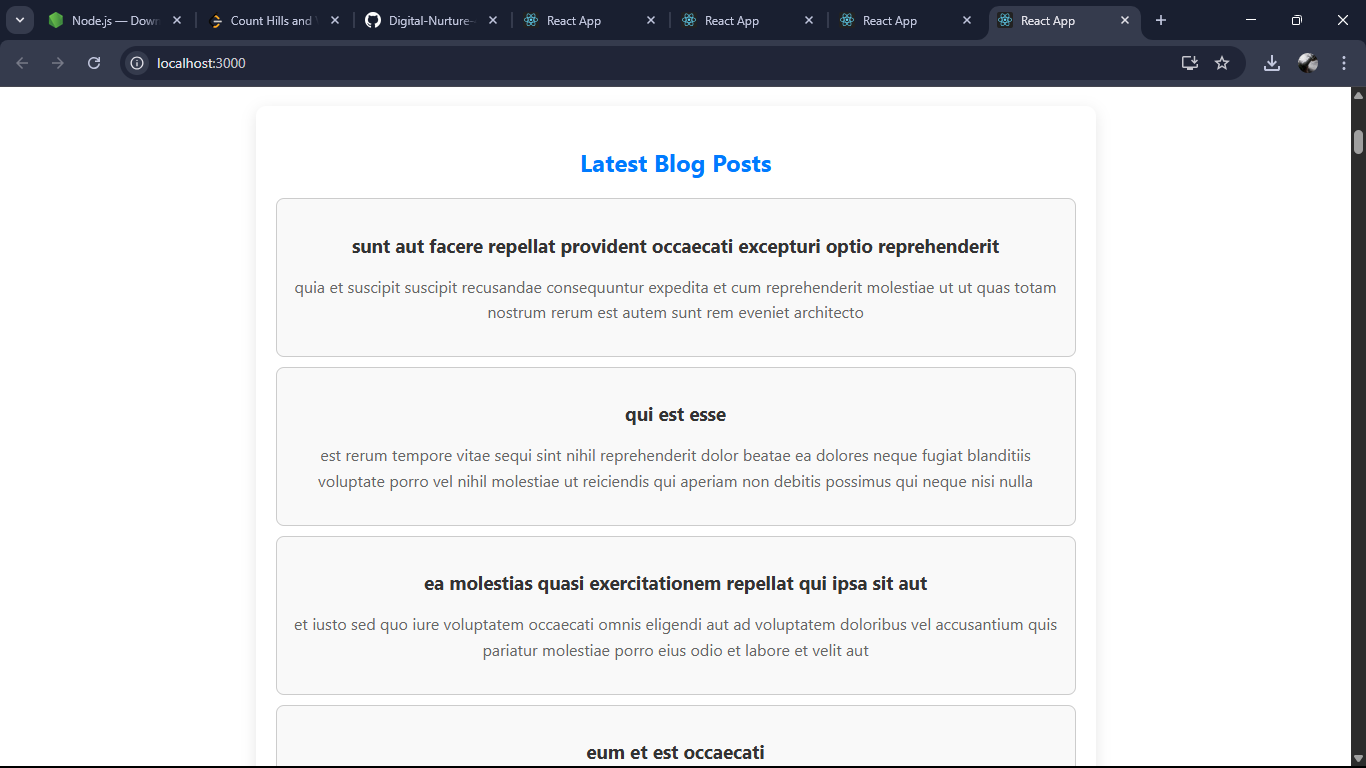 Node.js — Down
Count Hills and
Digital-Nurture-
React App
React App
React App
React App
localhost:3000
Latest Blog Posts
sunt aut facere repellat provident occaecati excepturi optio reprehenderit
quia et suscipit suscipit recusandae consequuntur expedita et cum reprehenderit molestiae ut ut quas totam
nostrum rerum est autem sunt rem eveniet architecto
qui est esse
est rerum tempore vitae sequi sint nihil reprehenderit dolor beatae ea dolores neque fugiat blanditiis
voluptate porro vel nihil molestiae ut reiciendis qui aperiam non debitis possimus qui neque nisi nulla
ea molestias quasi exercitationem repellat qui ipsa sit aut
et iusto sed quo iure voluptatem occaecati omnis eligendi aut ad voluptatem doloribus vel accusantium quis
pariatur molestiae porro eius odio et labore et velit aut
eum et est occaecati